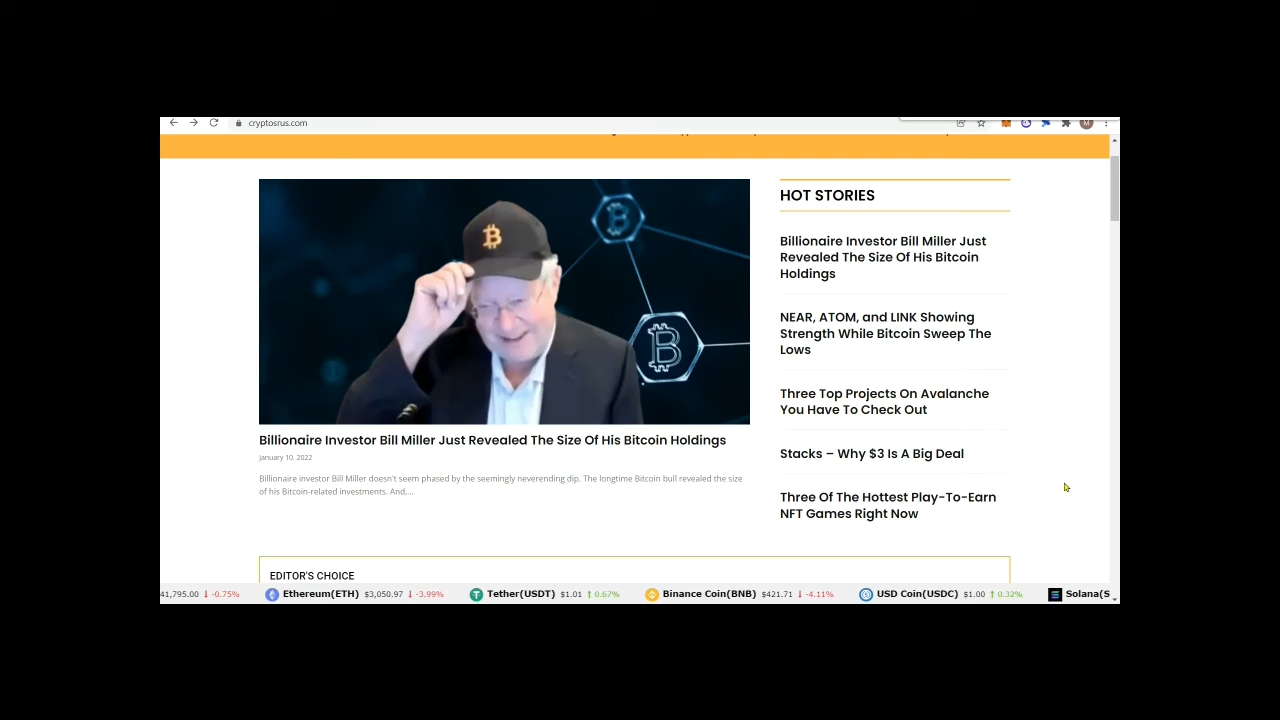 cryptosrus.com
M
HOT STORIES
Billionaire Investor Bill Miller Just
Revealed The Size Of His Bitcoin
Holdings
NEAR, ATOM, and LINK Showing
Strength While Bitcoin Sweep The
Lows
Three Top Projects On Avalanche
You Have To Check Out
Stacks – Why $3 Is A Big Deal
Three Of The Hottest Play-To-Earn
NFT Games Right Now
Billionaire Investor Bill Miller Just Revealed The Size Of His Bitcoin Holdings
January 10, 2022
Billionaire investor Bill Miller doesn't seem phased by the seemingly neverending dip. The longtime Bitcoin bull revealed the size
of his Bitcoin-related investments. And,...
EDITOR'S CHOICE
41,795.00 ↓ -0.75% Ethereum(ETH) $3,050.97 ↓ -3.99% Tether(USDT) $1.01 ↑ 0.67% Binance Coin(BNB) $421.71 ↓ -4.11% USD Coin(USDC) $1.00 ↑ 0.32% Solana(S